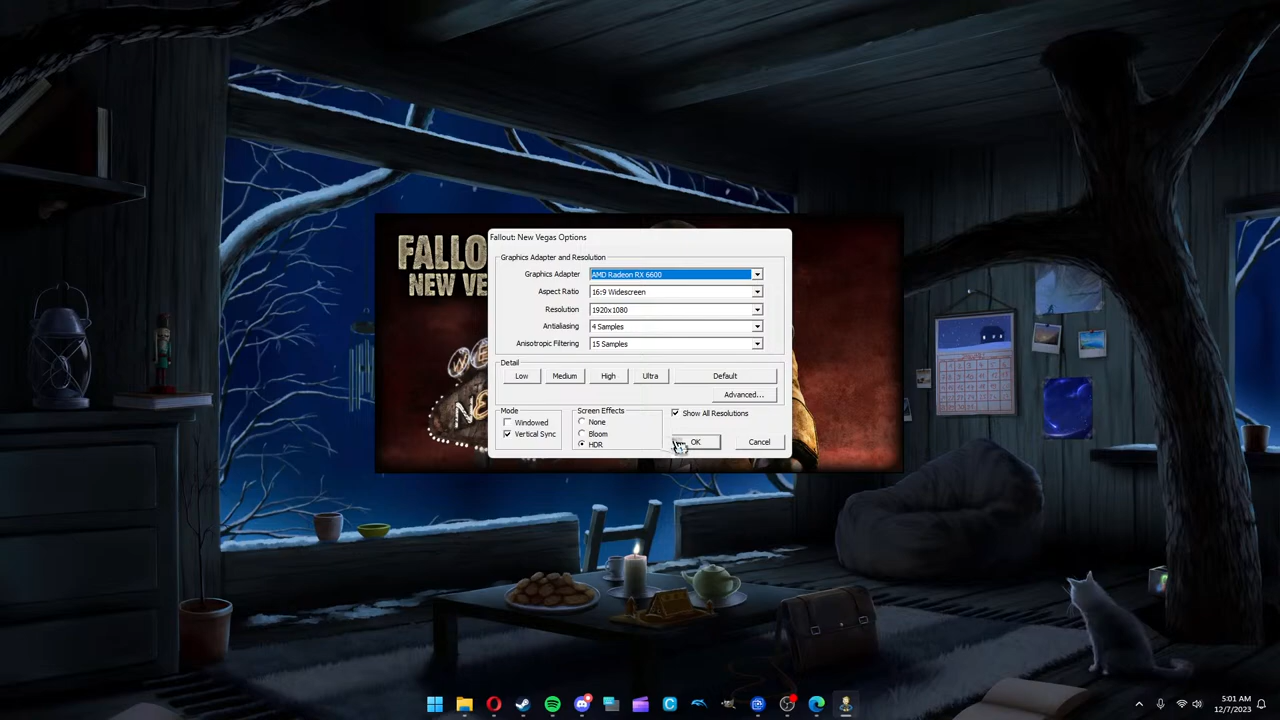 FALLO
NEW VE
Fallout: New Vegas Options
Graphics Adapter and Resolution
Graphics Adapter AMD Radeon RX 6600
Aspect Ratio 16:9 Widescreen
Resolution 1920x1080
Antialiasing 4 Samples
Anisotropic Filtering 15 Samples
Detail
Low Medium High Ultra Default
Advanced...
Mode
Windowed
Vertical Sync
Screen Effects
None
Bloom
HDR
Show All Resolutions
OK Cancel
5:01 AM
12/7/2023